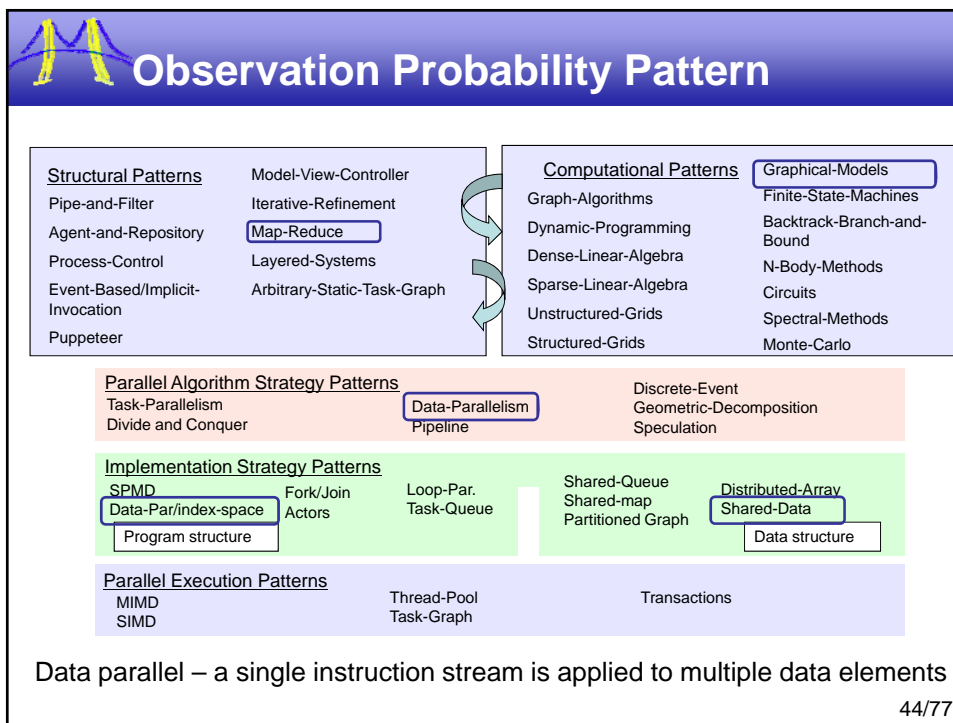 Observation Probability Pattern
Structural Patterns
Pipe-and-Filter
Agent-and-Repository
Process-Control
Event-Based/Implicit-
Invocation
Puppeteer
Model-View-Controller
Iterative-Refinement
Map-Reduce
Layered-Systems
Arbitrary-Static-Task-Graph
Computational Patterns
Graph-Algorithms
Dynamic-Programming
Dense-Linear-Algebra
Sparse-Linear-Algebra
Unstructured-Grids
Structured-Grids
Graphical-Models
Finite-State-Machines
Backtrack-Branch-and-
Bound
N-Body-Methods
Circuits
Spectral-Methods
Monte-Carlo
Parallel Algorithm Strategy Patterns
Task-Parallelism
Divide and Conquer
Data-Parallelism
Pipeline
Discrete-Event
Geometric-Decomposition
Speculation
Implementation Strategy Patterns
SPMD
Data-Par/index-space
Program structure
Fork/Join
Actors
Loop-Par.
Task-Queue
Shared-Queue
Shared-map
Partitioned Graph
Distributed-Array
Shared-Data
Data structure
Parallel Execution Patterns
MIMD
SIMD
Thread-Pool
Task-Graph
Transactions
Data parallel – a single instruction stream is applied to multiple data elements
44/77